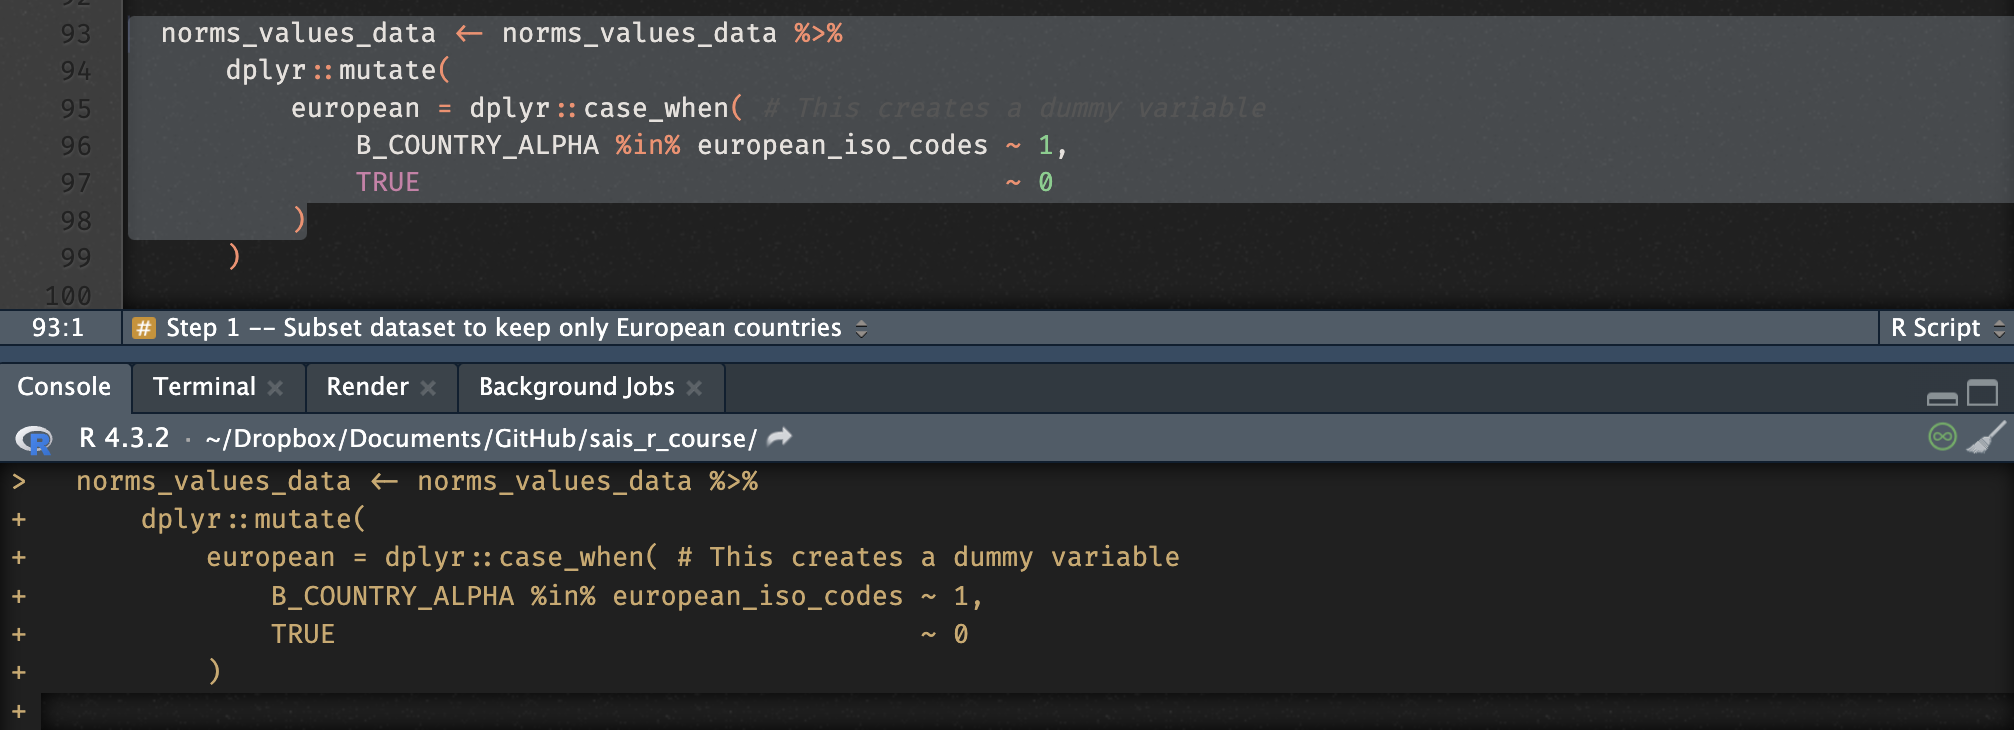 92
93 norms_values_data <- norms_values_data %>%
94 dplyr::mutate(
95 european = dplyr::case_when( # This creates a dummy variable
96 B_COUNTRY_ALPHA %in% european_iso_codes ~ 1,
97 TRUE ~ 0
98 )
99 )
100
93:1 # Step 1 -- Subset dataset to keep only European countries R Script
Console Terminal Render Background Jobs
R R 4.3.2 · ~/Dropbox/Documents/GitHub/sais_r_course/
> norms_values_data <- norms_values_data %>%
+ dplyr::mutate(
+ european = dplyr::case_when( # This creates a dummy variable
+ B_COUNTRY_ALPHA %in% european_iso_codes ~ 1,
+ TRUE ~ 0
+ )
+